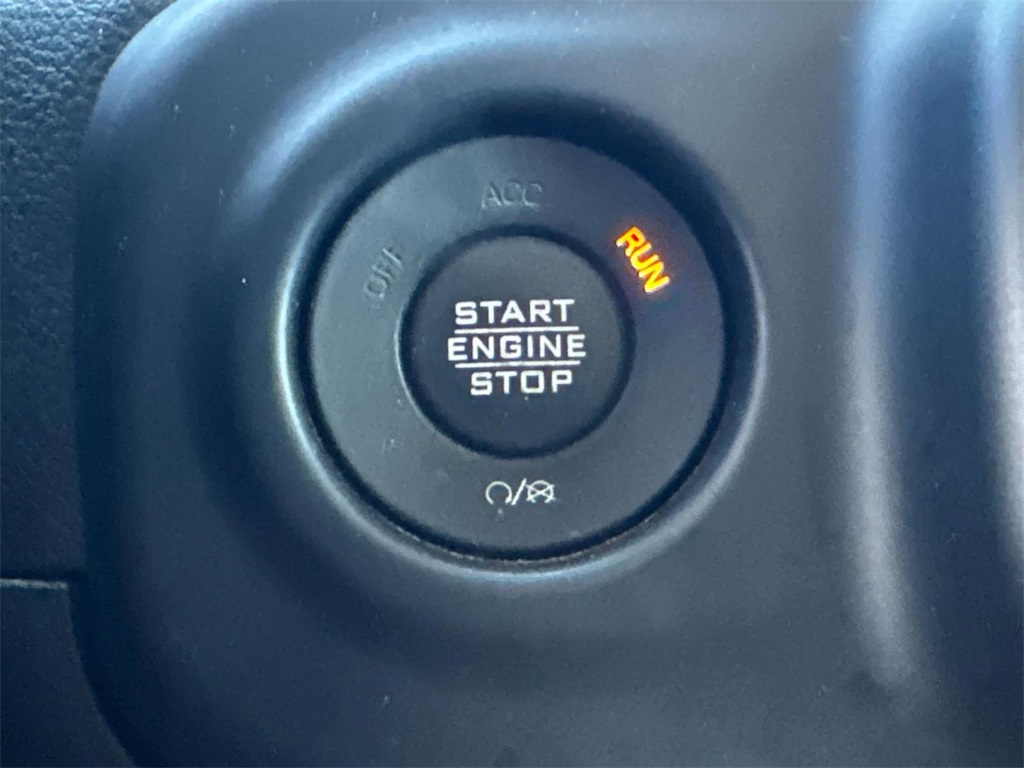 ACC
OFF
RUN
START
ENGINE
STOP